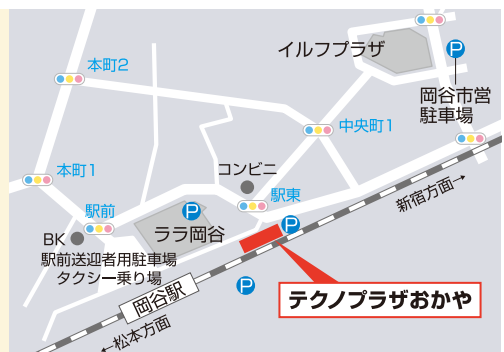 イルフプラザ
P
岡谷市営
駐車場
本町2
中央町1
コンビニ
本町1
駅東
新宿方面→
駅前
P
ララ岡谷
P
BK
駅前送迎者用駐車場
タクシー乗り場
岡谷駅
P
テクノプラザおかや
←松本方面